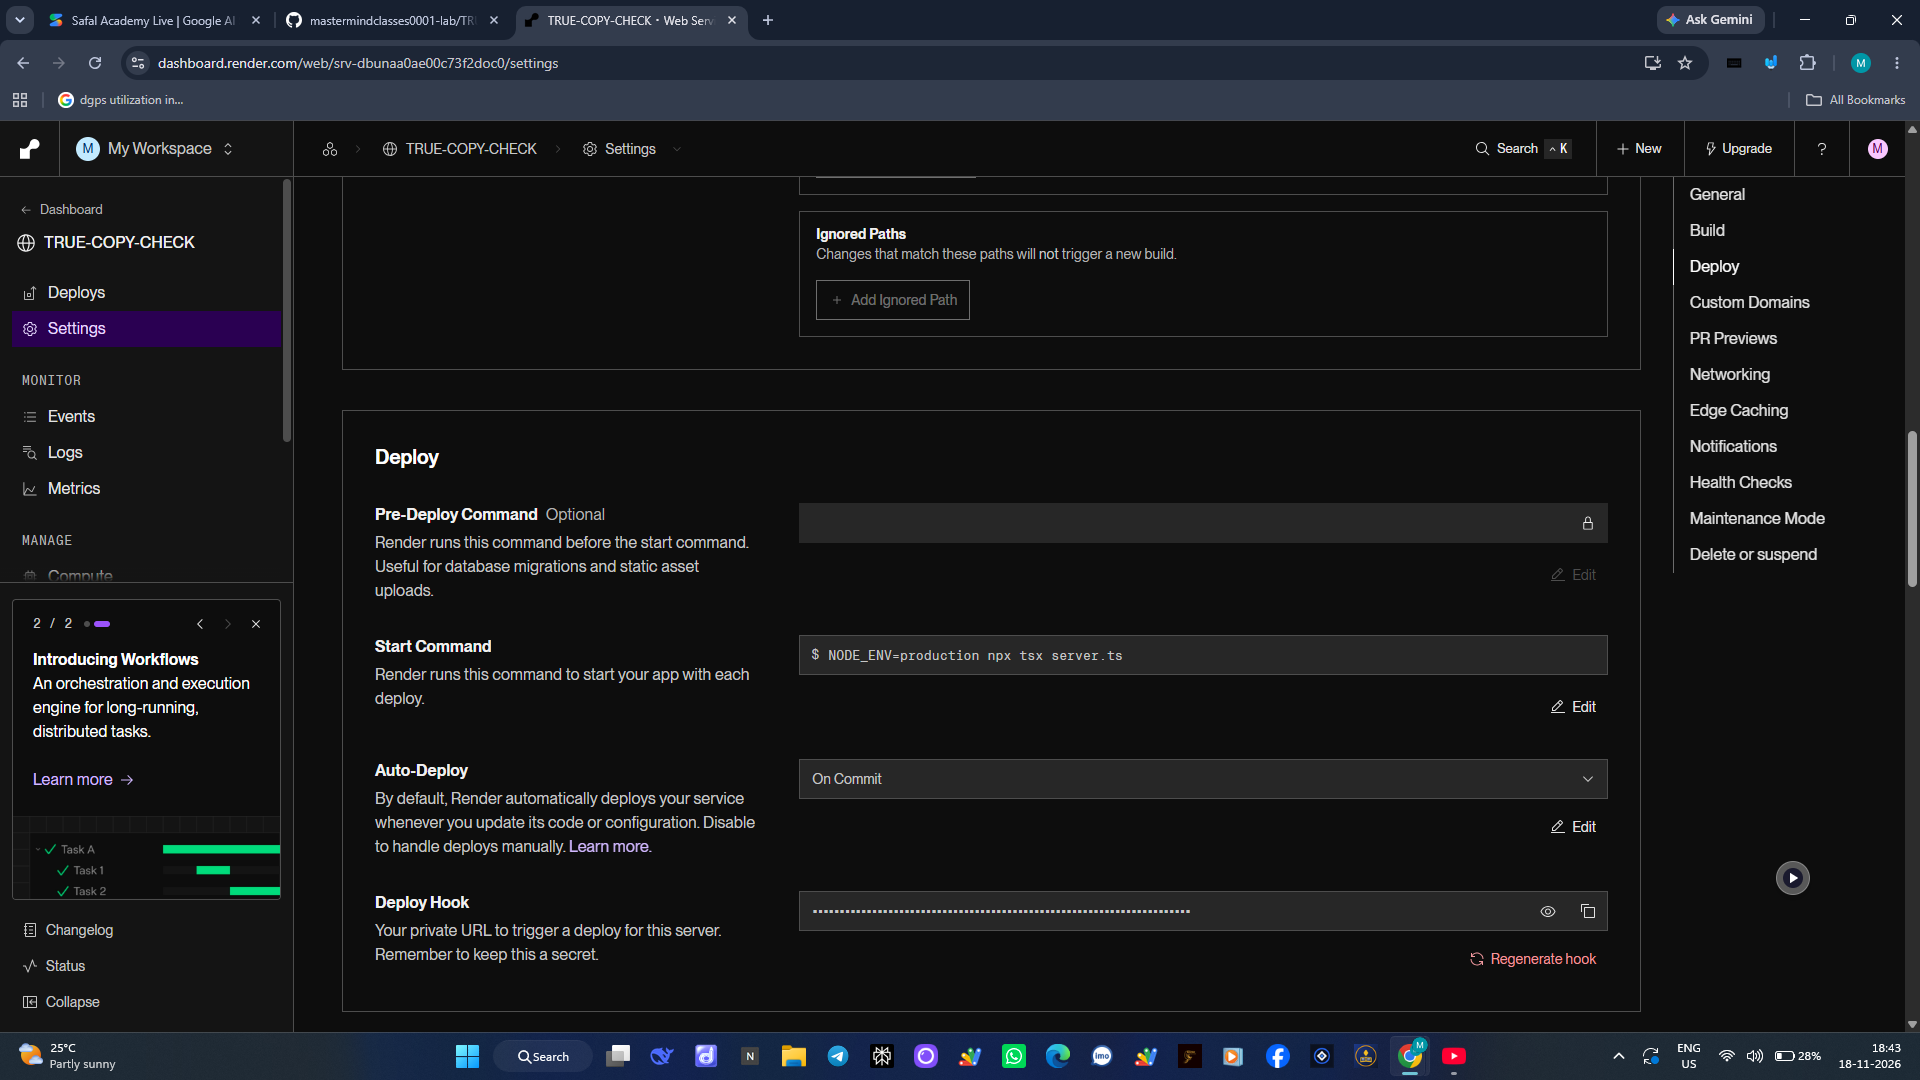 Safal Academy Live | Google AI
mastermindclasses0001-lab/TR
TRUE-COPY-CHECK · Web Serv
Ask Gemini
dashboard.render.com/web/srv-dbunaa0ae00c73f2doc0/settings
M
dgps utilization in...
All Bookmarks
M My Workspace
TRUE-COPY-CHECK
Settings
Search ^ K
+ New
Upgrade
?
M
← Dashboard
TRUE-COPY-CHECK
Deploys
Settings
MONITOR
Events
Logs
Metrics
MANAGE
Compute
2 / 2
Introducing Workflows
An orchestration and execution
engine for long-running,
distributed tasks.
Learn more →
Task A
Task 1
Task 2
Changelog
Status
Collapse
Ignored Paths
Changes that match these paths will not trigger a new build.
+ Add Ignored Path
Deploy
Pre-Deploy Command Optional
Render runs this command before the start command.
Useful for database migrations and static asset
uploads.
Edit
Start Command
Render runs this command to start your app with each
deploy.
$ NODE_ENV=production npx tsx server.ts
Edit
Auto-Deploy
By default, Render automatically deploys your service
whenever you update its code or configuration. Disable
to handle deploys manually. Learn more.
On Commit
Edit
Deploy Hook
Your private URL to trigger a deploy for this server.
Remember to keep this a secret.
Regenerate hook
General
Build
Deploy
Custom Domains
PR Previews
Networking
Edge Caching
Notifications
Health Checks
Maintenance Mode
Delete or suspend
25°C
Partly sunny
Search
N
imo
M
ENG
US
28%
18:43
18-11-2026